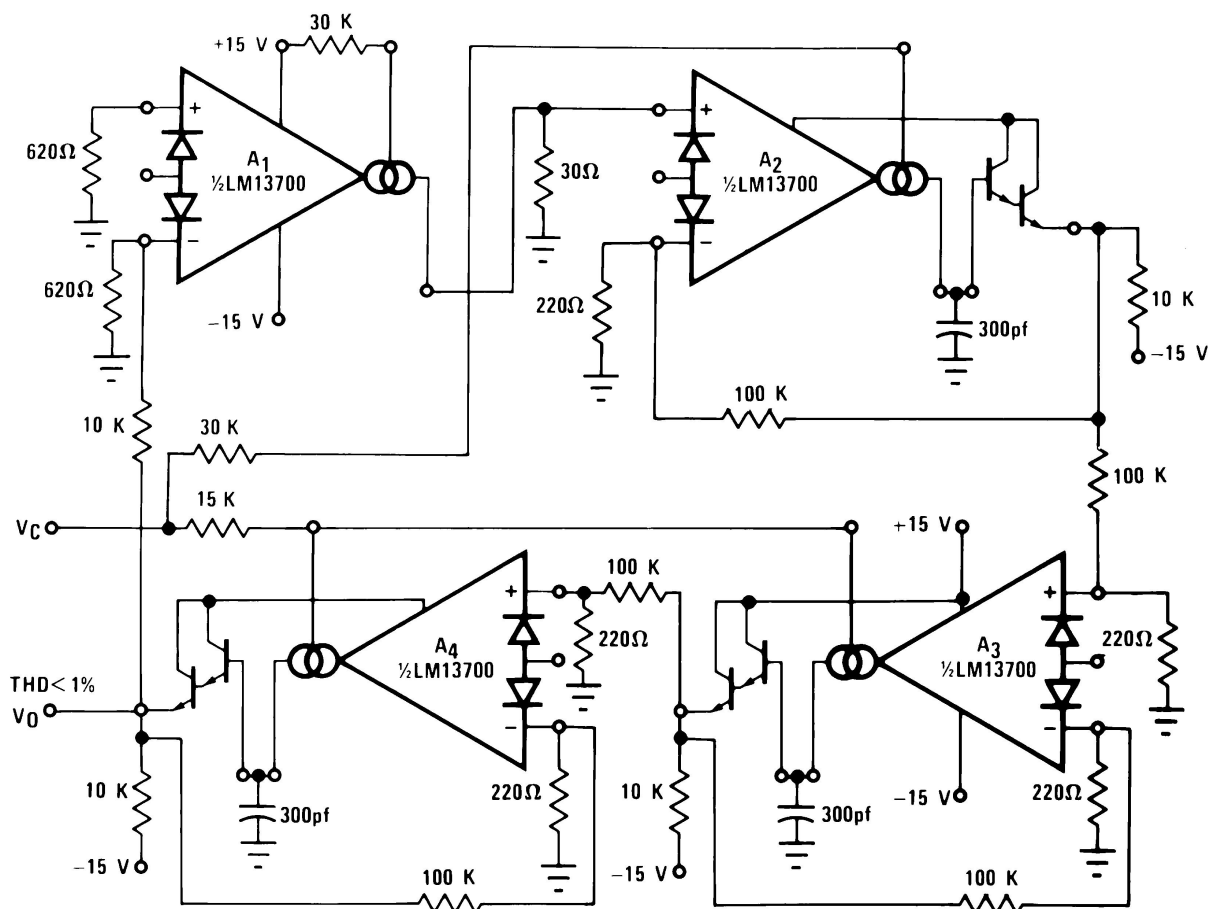 30 K
+15 V
+
620Ω
A1
½LM13700
−
620Ω
−15 V
+
30Ω
A2
½LM13700
−
220Ω
300pf
10 K
−15 V
100 K
10 K
30 K
100 K
15 K
VC
+15 V
100 K
+
220Ω
A4
½LM13700
−
+
220Ω
A3
½LM13700
−
THD<1%
VO
10 K
300pf
220Ω
−15 V
10 K
300pf
−15 V
220Ω
−15 V
100 K
100 K